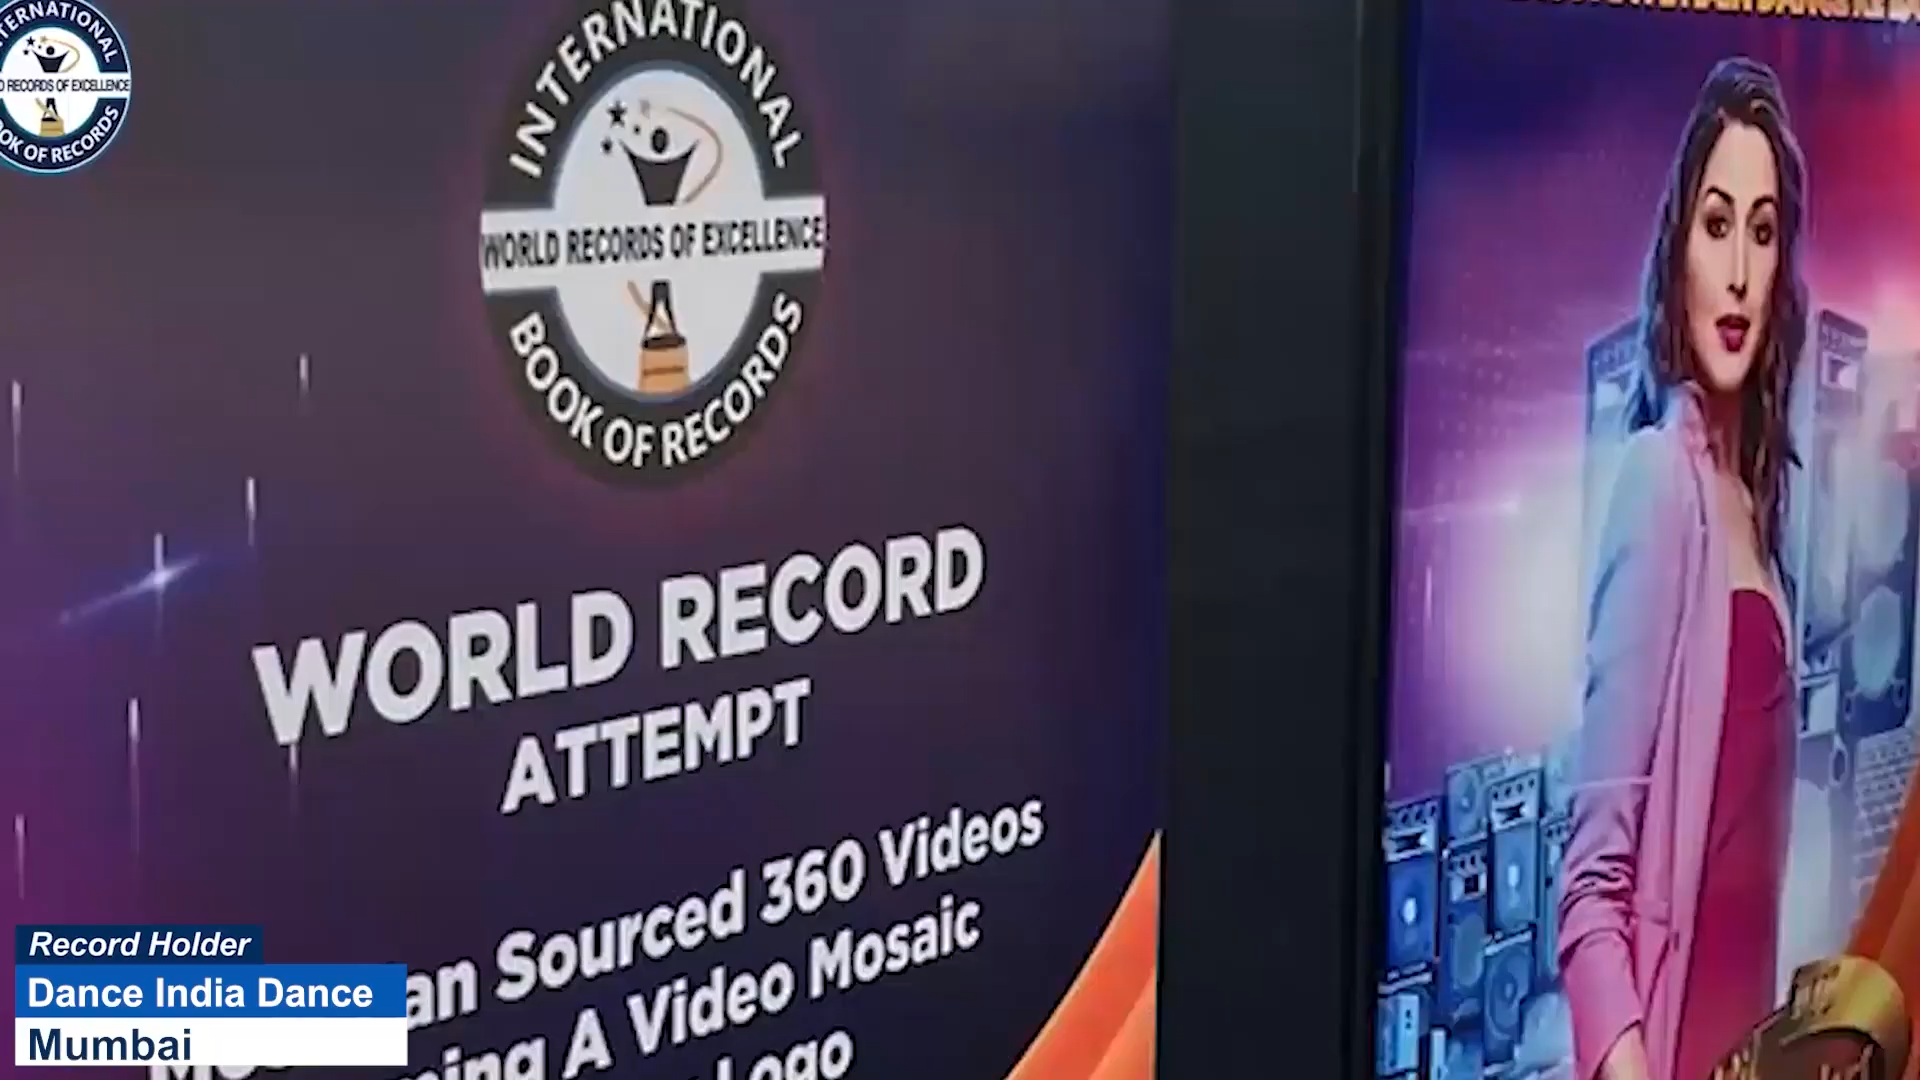 INTERNATIONAL
RECORDS OF EXCELLENCE
BOOK OF RECORDS
INTERNATIONAL
WORLD RECORDS OF EXCELLENCE
BOOK OF RECORDS
WORLD RECORD
ATTEMPT
Sourced 360 Videos
A Video Mosaic
Logo
Record Holder
Dance India Dance
Mumbai